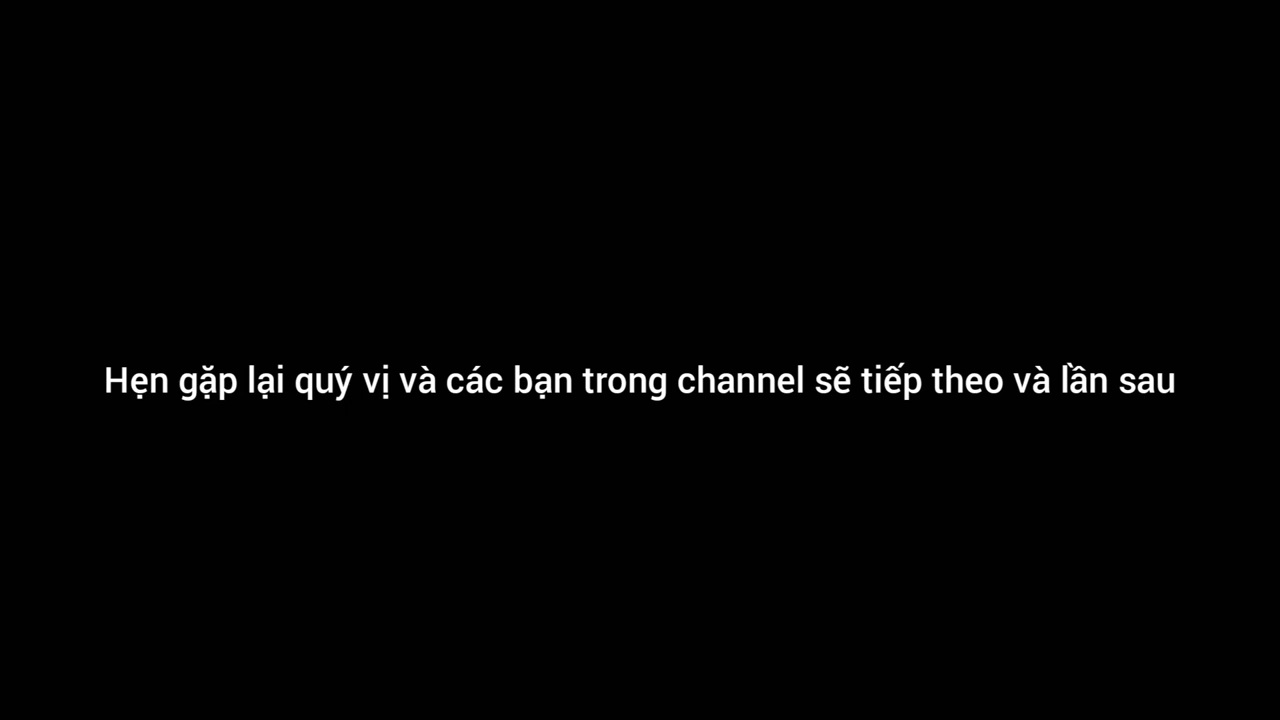 Hẹn gặp lại quý vị và các bạn trong channel sẽ tiếp theo và lần sau